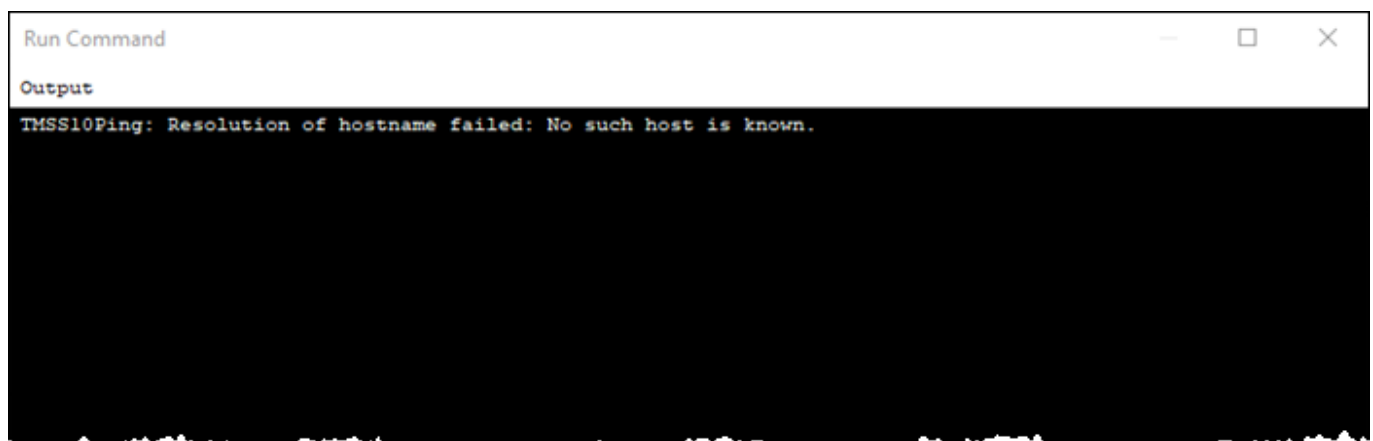 Run Command
Output
TMSS10Ping: Resolution of hostname failed: No such host is known.